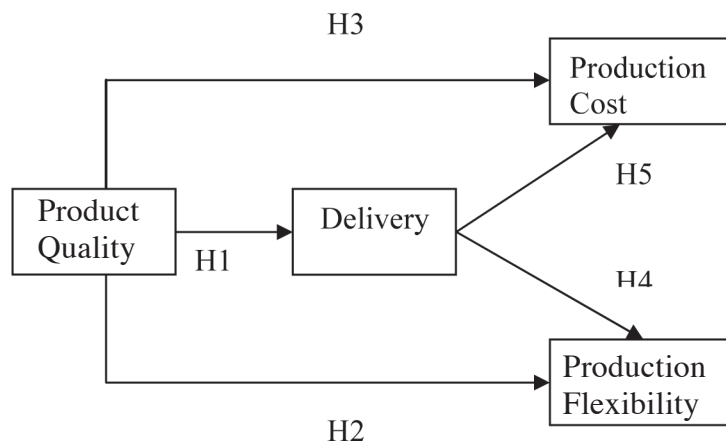 H3
Production
Cost
H5
Product
Quality
H1
Delivery
H4
Production
Flexibility
H2